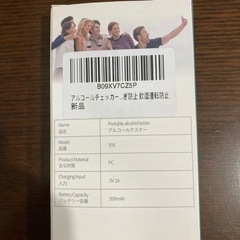 B09XV7CZ5P
アルコールチェッカー...ぎ防止 飲酒運転防止
新品
Name
品名
Portable alcohol tester
アルコールテスター
Model
品番
T05
Product Material
主な材質
PC
Charging Input
入力
5V 1A
Battery Capacity
バッテリー容量
200mAh